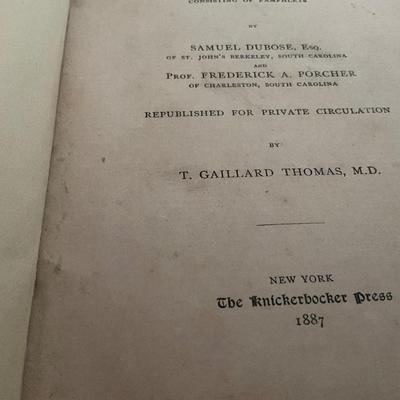 CONSISTING OF PAMPHLETS
BY
SAMUEL DUBOSE, ESQ.
OF ST. JOHN'S BERKELEY, SOUTH CAROLINA
AND
PROF. FREDERICK A. PORCHER
OF CHARLESTON, SOUTH CAROLINA
REPUBLISHED FOR PRIVATE CIRCULATION
BY
T. GAILLARD THOMAS, M.D.
NEW YORK
The Knickerbocker Press
1887